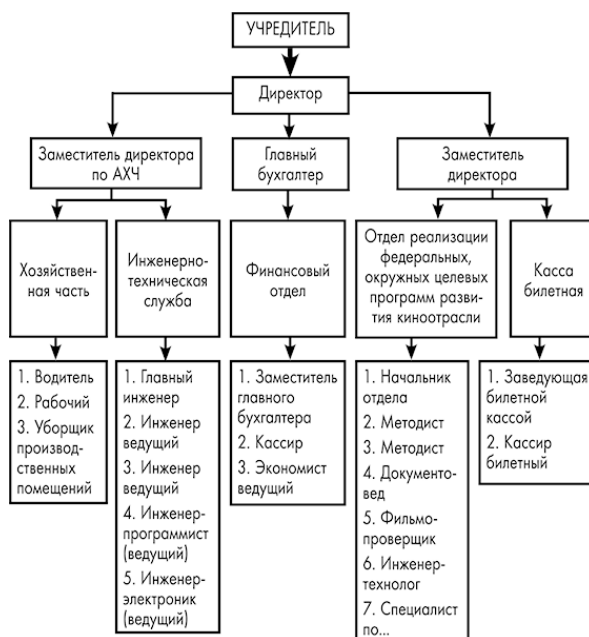 УЧРЕДИТЕЛЬ
Директор
Заместитель директора
по АХЧ
Главный
бухгалтер
Заместитель
директора
Хозяйствен-
ная часть
Инженерно-
техническая
служба
Финансовый
отдел
Отдел реализации
федеральных,
окружных целевых
программ разви-
тия киноотрасли
Касса
билетная
1. Водитель
2. Рабочий
3. Уборщик
производ-
ственных
помещений
1. Главный
инженер
2. Инженер
ведущий
3. Инженер
ведущий
4. Инженер-
программист
(ведущий)
5. Инженер-
электроник
(ведущий)
1. Заместитель
главного
бухгалтера
2. Кассир
3. Экономист
ведущий
1. Начальник
отдела
2. Методист
3. Методист
4. Документо-
вед
5. Фильмо-
проверщик
6. Инженер-
технолог
7. Специалист
по...
1. Заведующая
билетной
кассой
2. Кассир
билетный